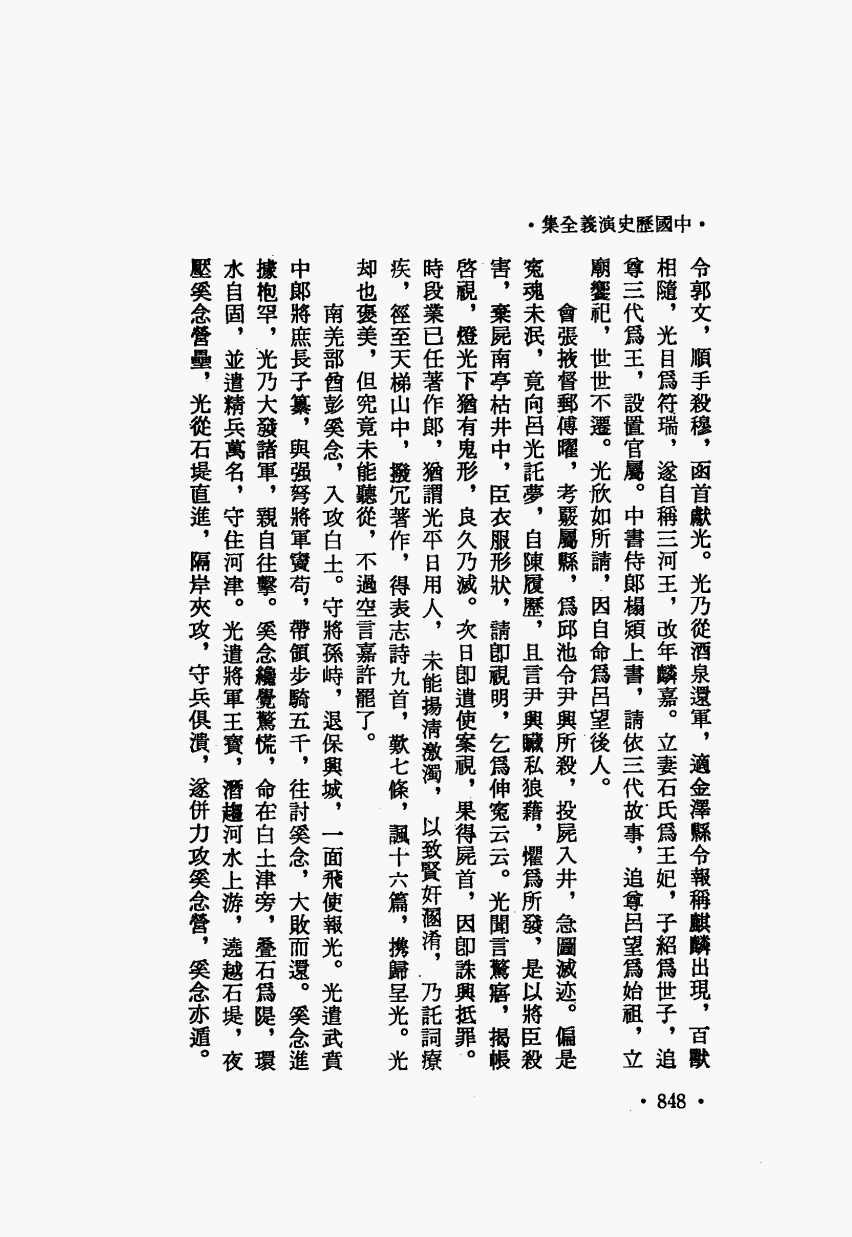 ·中國歷史演義全集·
令郭文，順手殺穆，函首獻光。光乃從酒泉還軍，適金澤縣令報稱麒麟出現，百獸
相隨，光目爲符瑞，遂自稱三河王，改年麟嘉。立妻石氏爲王妃，子紹爲世子，追
尊三代爲王，設置官屬。中書侍郎楊潁上書，請依三代故事，追尊呂望爲始祖，立
廟饗祀，世世不遷。光欣如所請，因自命爲呂望後人。
會張掖督郵傅曜，考覈屬縣，爲邱池令尹興所殺，投屍入井，急圖滅迹。偏是
寃魂未泯，竟向呂光託夢，自陳履歷，且言尹興贓私狼藉，懼爲所發，是以將臣殺
害，棄屍南亭枯井中，臣衣服形狀，請卽視明，乞爲伸寃云云。光聞言驚寤，揭帳
啓視，燈光下猶有鬼形，良久乃滅。次日卽遣使案視，果得屍首，因卽誅興抵罪。
時段業已任著作郎，猶謂光平日用人，未能揚淸激濁，以致賢奸溷淆，乃託詞療
疾，徑至天梯山中，撥冗著作，得表志詩九首，歎七條，諷十六篇，携歸呈光。光
却也褒美，但究竟未能聽從，不過空言嘉許罷了。
南羌部酋彭奚念，入攻白土。守將孫峙，退保興城，一面飛使報光。光遣武賁
中郎將庶長子纂，與强弩將軍竇苟，帶領步騎五千，往討奚念，大敗而還。奚念進
據枹罕，光乃大發諸軍，親自往擊。奚念纔覺驚慌，命在白土津旁，叠石爲隄，環
水自固，並遣精兵萬名，守住河津。光遣將軍王寶，潛趨河水上游，遶越石堤，夜
壓奚念營壘，光從石堤直進，隔岸夾攻，守兵俱潰，遂併力攻奚念營，奚念亦遁。
·848·